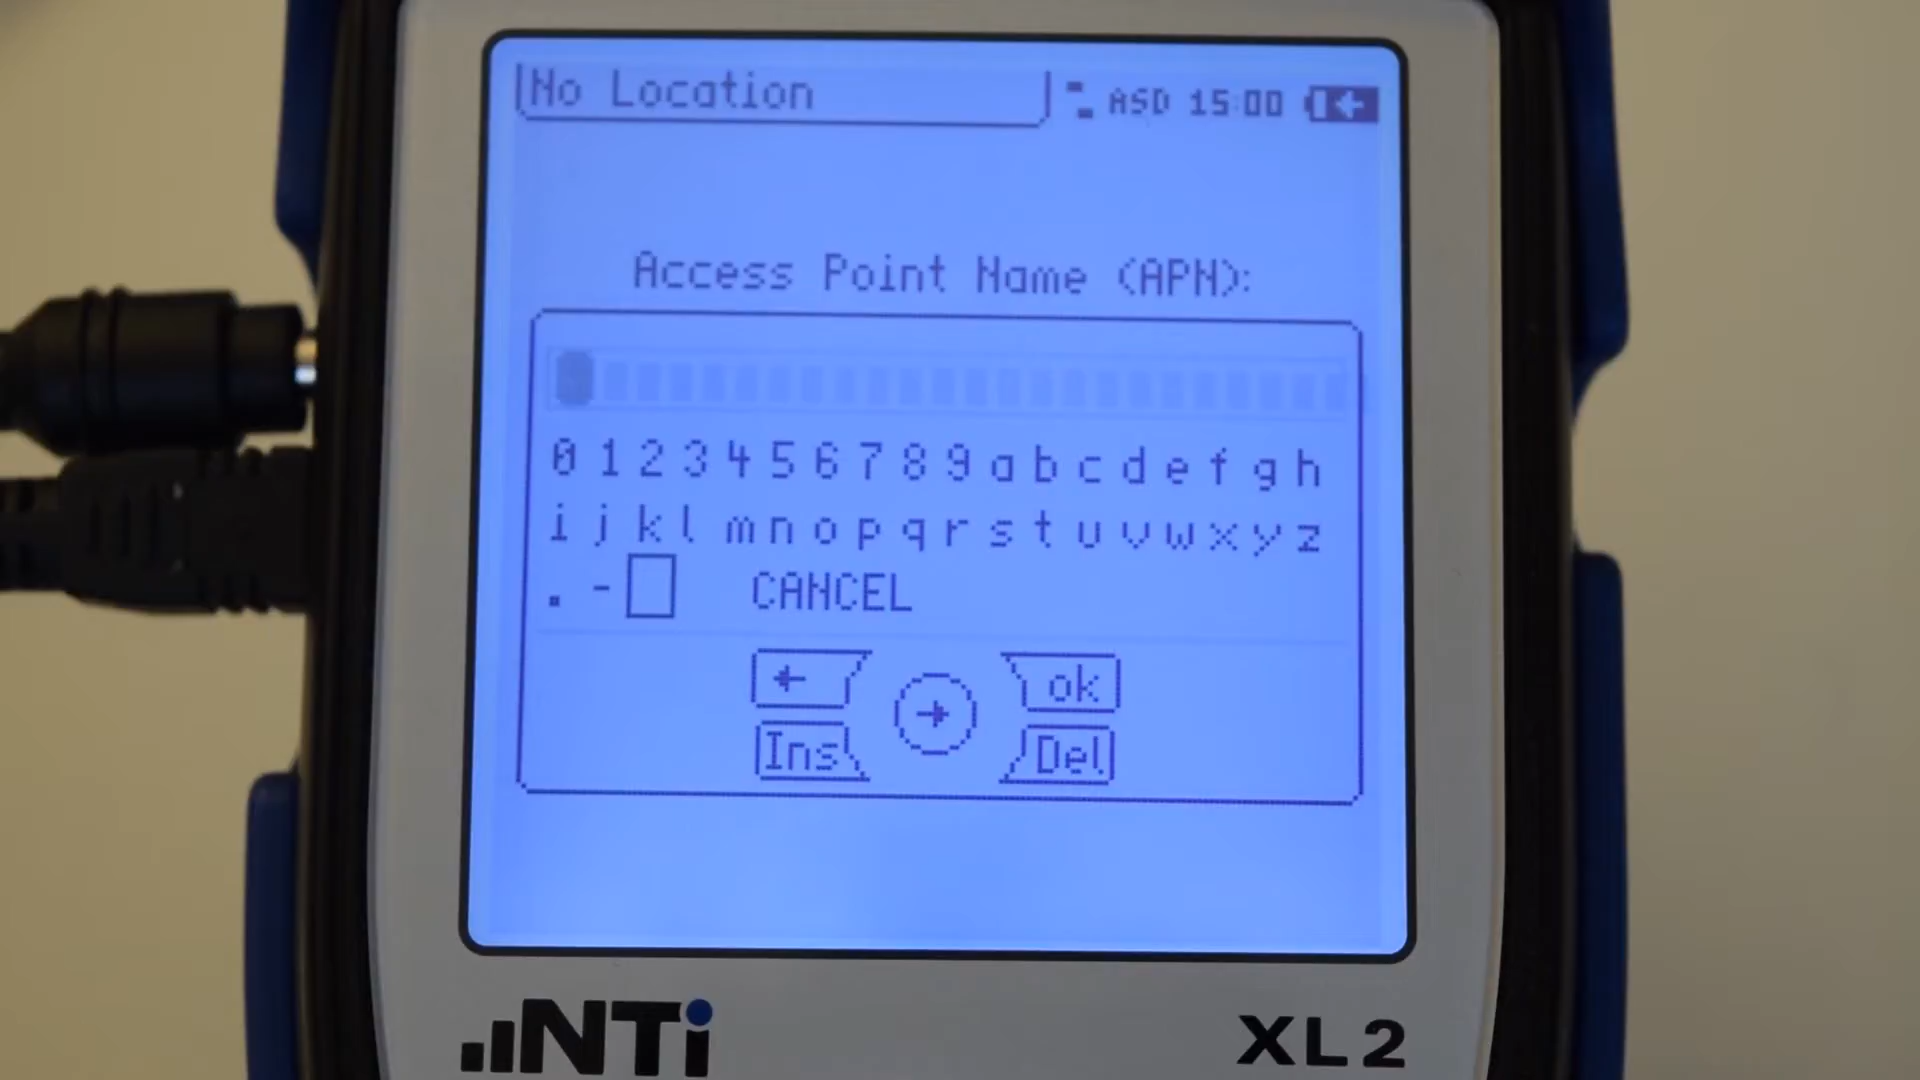 No Location ASD 15:00
Access Point Name (APN):
0 1 2 3 4 5 6 7 8 9 a b c d e f g h
i j k l m n o p q r s t u v w x y z
. - CANCEL
← → ok
Ins Del
NTi XL2